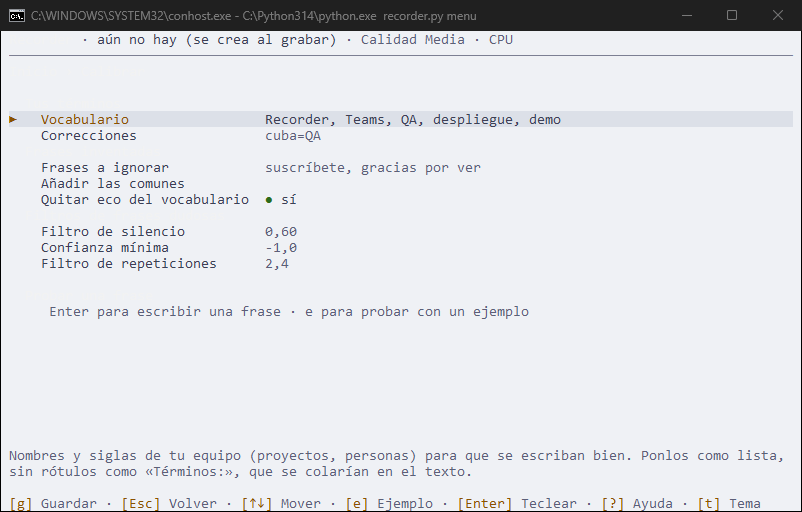 C:\WINDOWS\SYSTEM32\conhost.exe - C:\Python314\python.exe recorder.py menu
· aún no hay (se crea al grabar) · Calidad Media · CPU
► Vocabulario Recorder, Teams, QA, despliegue, demo
Correcciones cuba=QA
Frases a ignorar suscríbete, gracias por ver
Añadir las comunes
Quitar eco del vocabulario ● sí
Filtro de silencio 0,60
Confianza mínima -1,0
Filtro de repeticiones 2,4
Enter para escribir una frase · e para probar con un ejemplo
Nombres y siglas de tu equipo (proyectos, personas) para que se escriban bien. Ponlos como lista,
sin rótulos como «Términos:», que se colarían en el texto.
[g] Guardar · [Esc] Volver · [↑↓] Mover · [e] Ejemplo · [Enter] Teclear · [?] Ayuda · [t] Tema